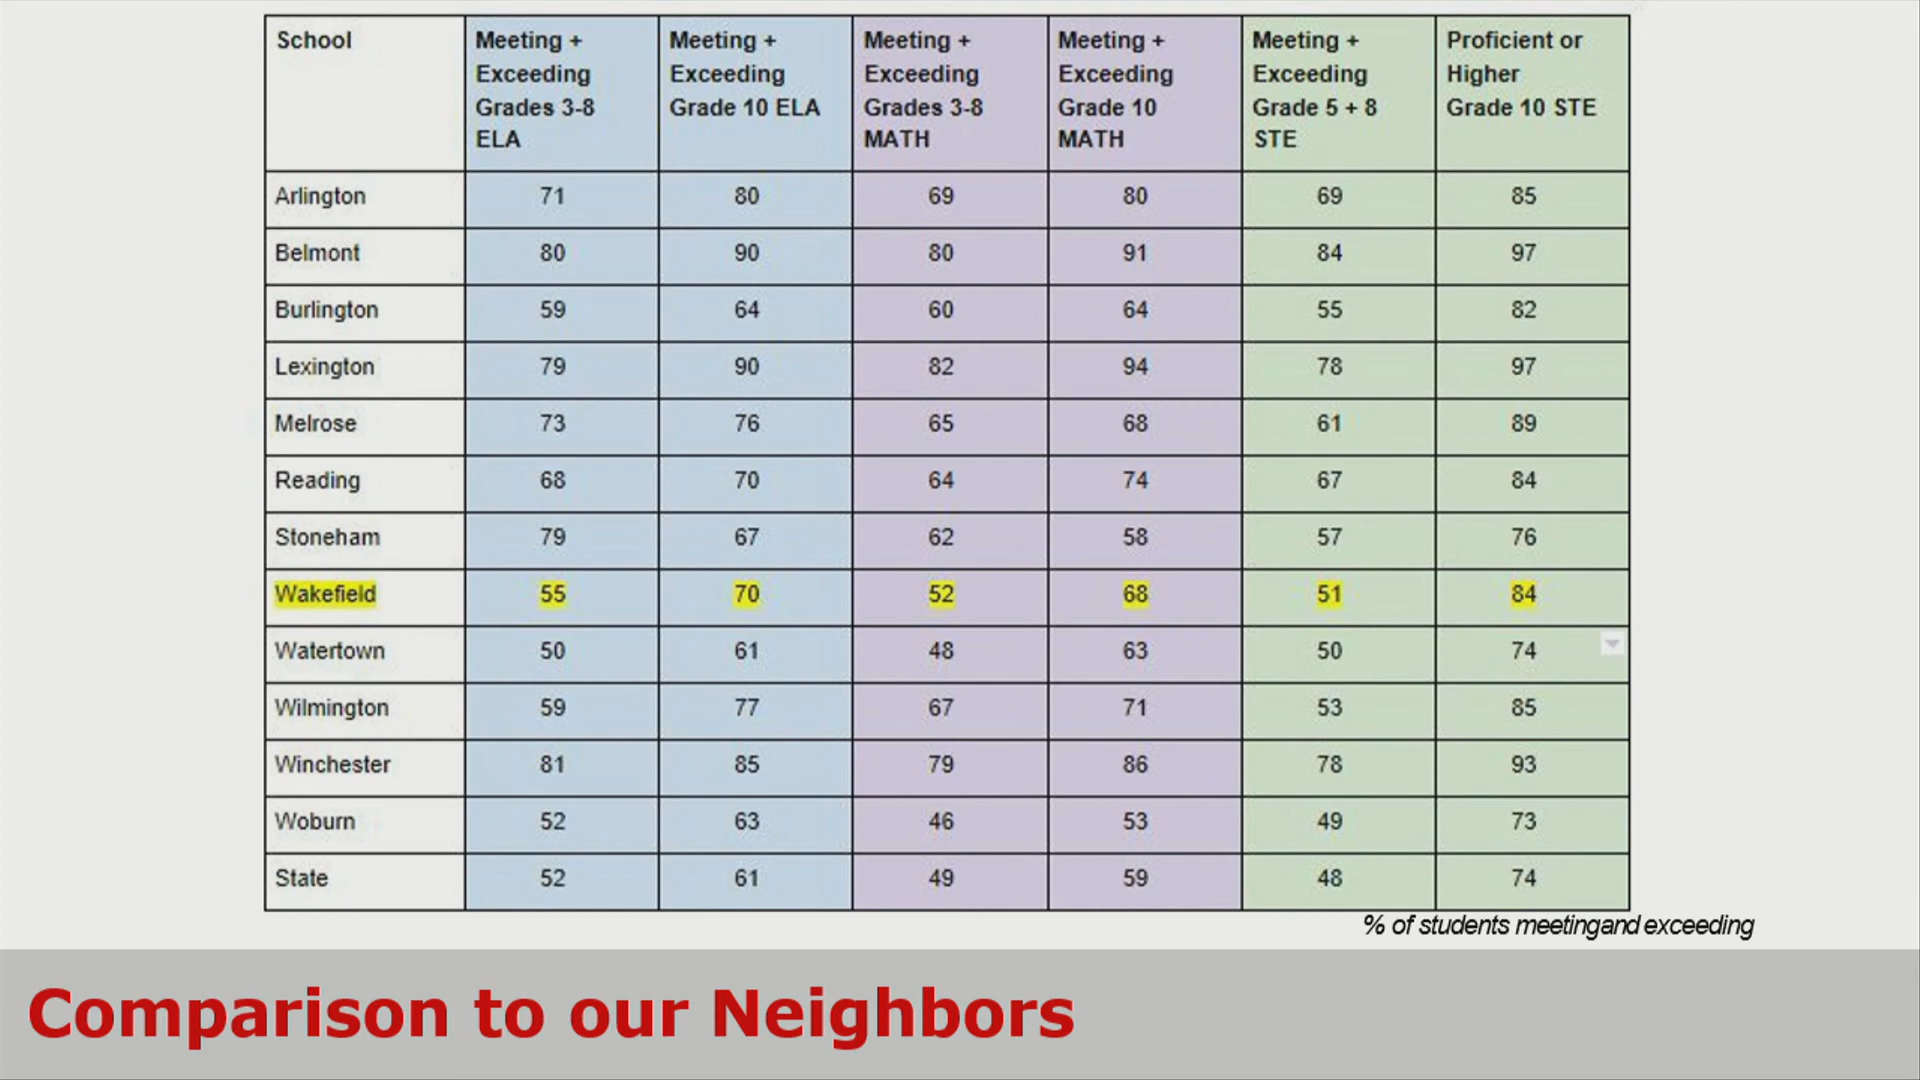 School Meeting + Exceeding Grades 3-8 ELA Meeting + Exceeding Grade 10 ELA Meeting + Exceeding Grades 3-8 MATH Meeting + Exceeding Grade 10 MATH Meeting + Exceeding Grade 5 + 8 STE Proficient or Higher Grade 10 STE
Arlington 71 80 69 80 69 85
Belmont 80 90 80 91 84 97
Burlington 59 64 60 64 55 82
Lexington 79 90 82 94 78 97
Melrose 73 76 65 68 61 89
Reading 68 70 64 74 67 84
Stoneham 79 67 62 58 57 76
Wakefield 55 70 52 68 51 84
Watertown 50 61 48 63 50 74
Wilmington 59 77 67 71 53 85
Winchester 81 85 79 86 78 93
Woburn 52 63 46 53 49 73
State 52 61 49 59 48 74
% of students meetingand exceeding
Comparison to our Neighbors